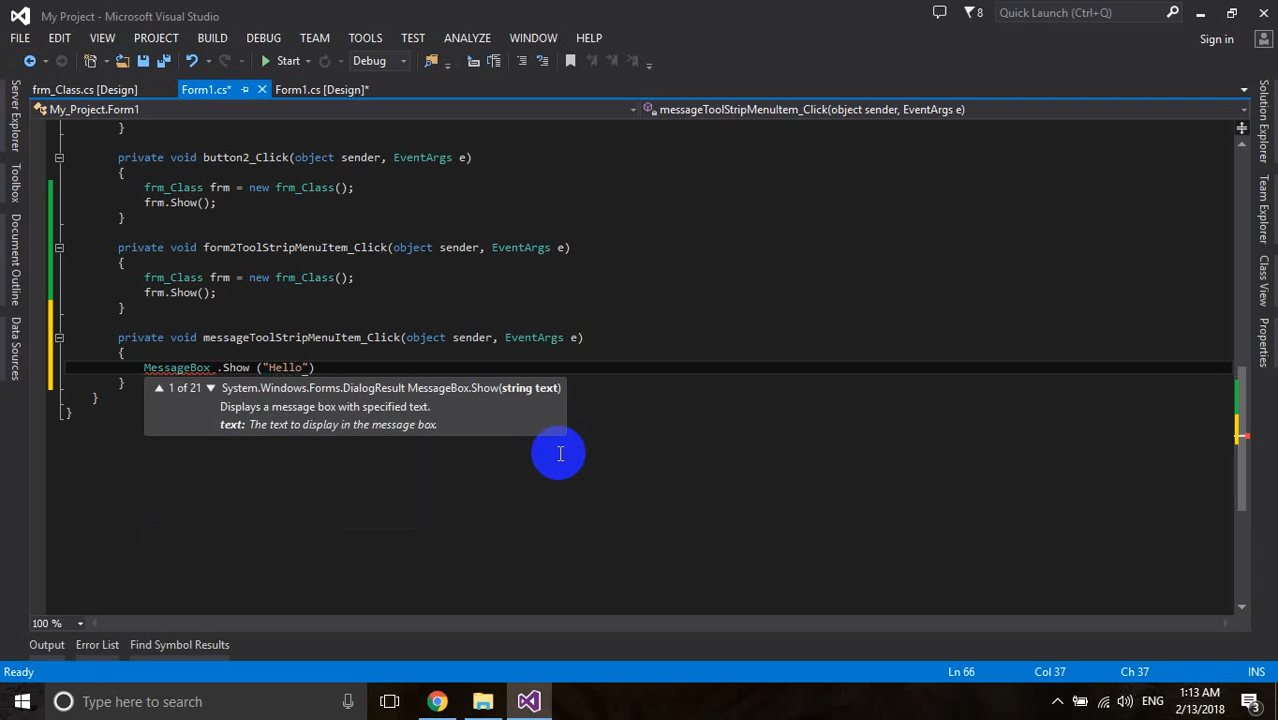 My Project - Microsoft Visual Studio
8
Quick Launch (Ctrl+Q)
FILE EDIT VIEW PROJECT BUILD DEBUG TEAM TOOLS TEST ANALYZE WINDOW HELP
Sign in
Start Debug
frm_Class.cs [Design] Form1.cs* Form1.cs [Design]*
My_Project.Form1 messageToolStripMenuItem_Click(object sender, EventArgs e)
Server Explorer
Toolbox
Document Outline
Data Sources
}
private void button2_Click(object sender, EventArgs e)
{
frm_Class frm = new frm_Class();
frm.Show();
}
private void form2ToolStripMenuItem_Click(object sender, EventArgs e)
{
frm_Class frm = new frm_Class();
frm.Show();
}
private void messageToolStripMenuItem_Click(object sender, EventArgs e)
{
MessageBox .Show ("Hello")
}
▲ 1 of 21 ▼ System.Windows.Forms.DialogResult MessageBox.Show(string text)
Displays a message box with specified text.
text: The text to display in the message box.
}
}
Solution Explorer
Team Explorer
Class View
Properties
100 %
Output Error List Find Symbol Results
Ready Ln 66 Col 37 Ch 37 INS
Type here to search
ENG
1:13 AM
2/13/2018
3